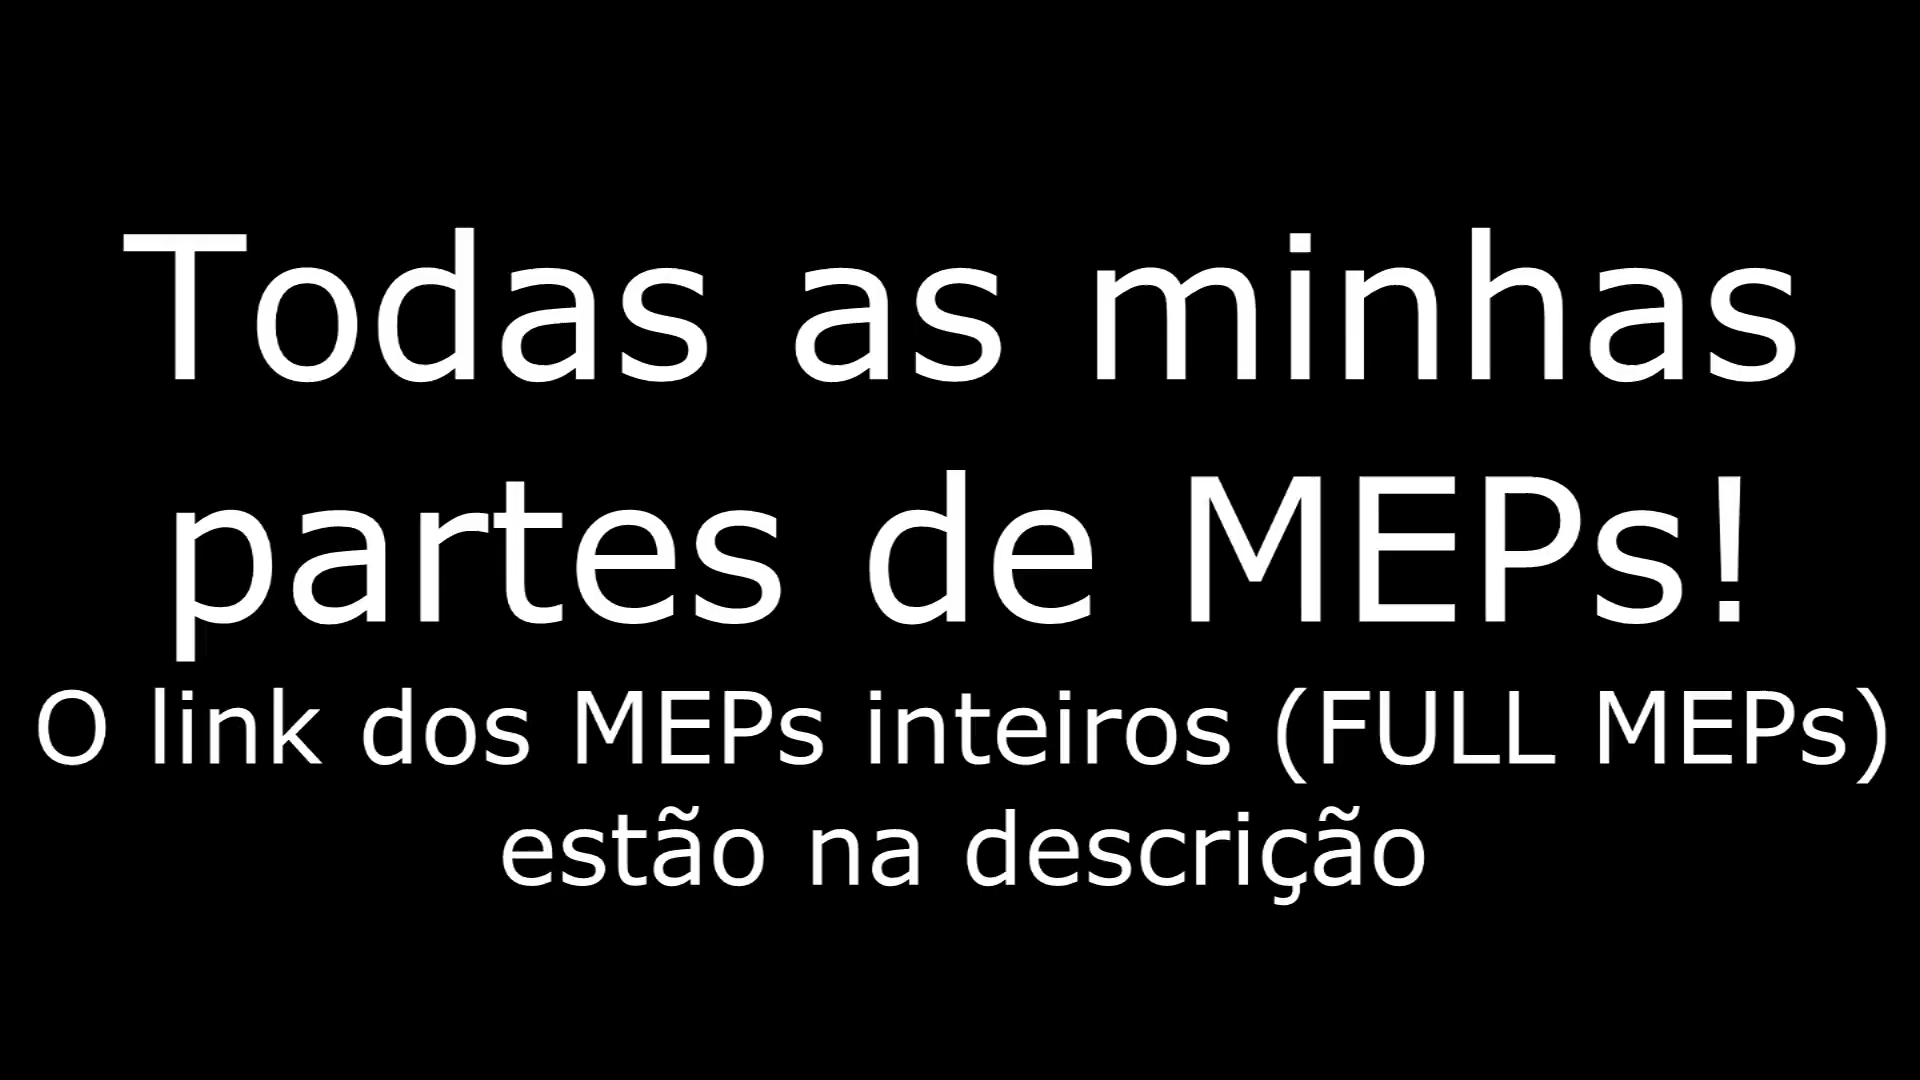 Todas as minhas
partes de MEPs!
O link dos MEPs inteiros (FULL MEPs)
estão na descrição